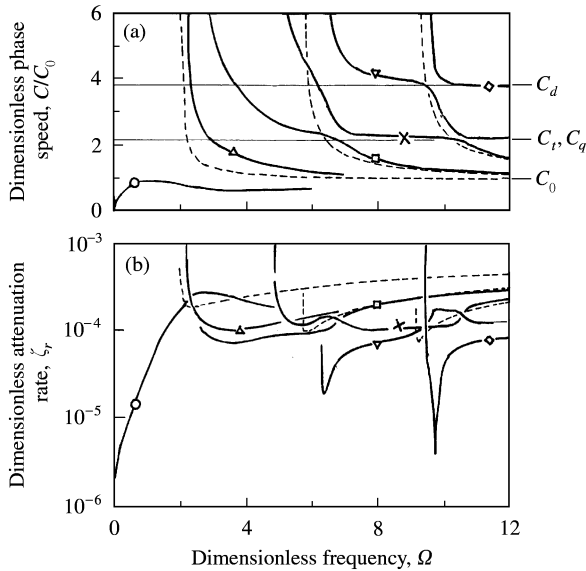 (a)
Dimensionless phase
speed, C/C₀
6
4
2
0
C_d
C_t, C_q
C₀
(b)
Dimensionless attenuation
rate, ζ_r
10⁻³
10⁻⁴
10⁻⁵
10⁻⁶
0 4 8 12
Dimensionless frequency, Ω